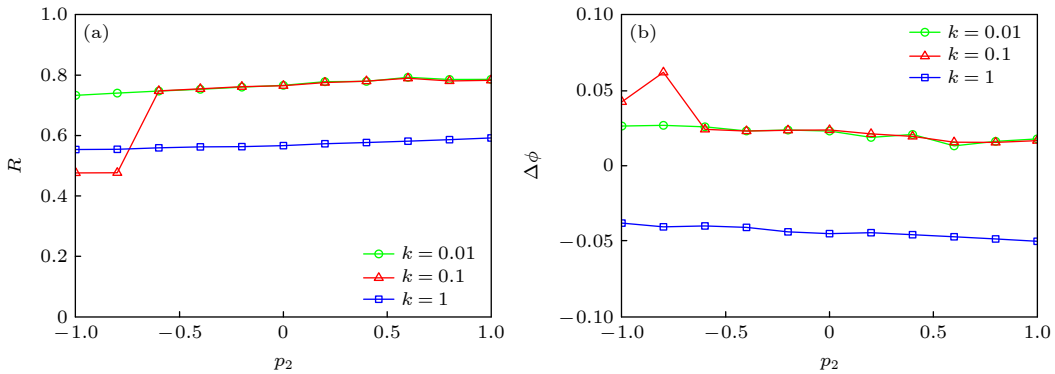 (a)
1.0
0.8
0.6
0.4
0.2
0
R
k = 0.01
k = 0.1
k = 1
−1.0 −0.5 0 0.5 1.0
p2
(b)
0.10
0.05
0
−0.05
−0.10
Δϕ
k = 0.01
k = 0.1
k = 1
−1.0 −0.5 0 0.5 1.0
p2